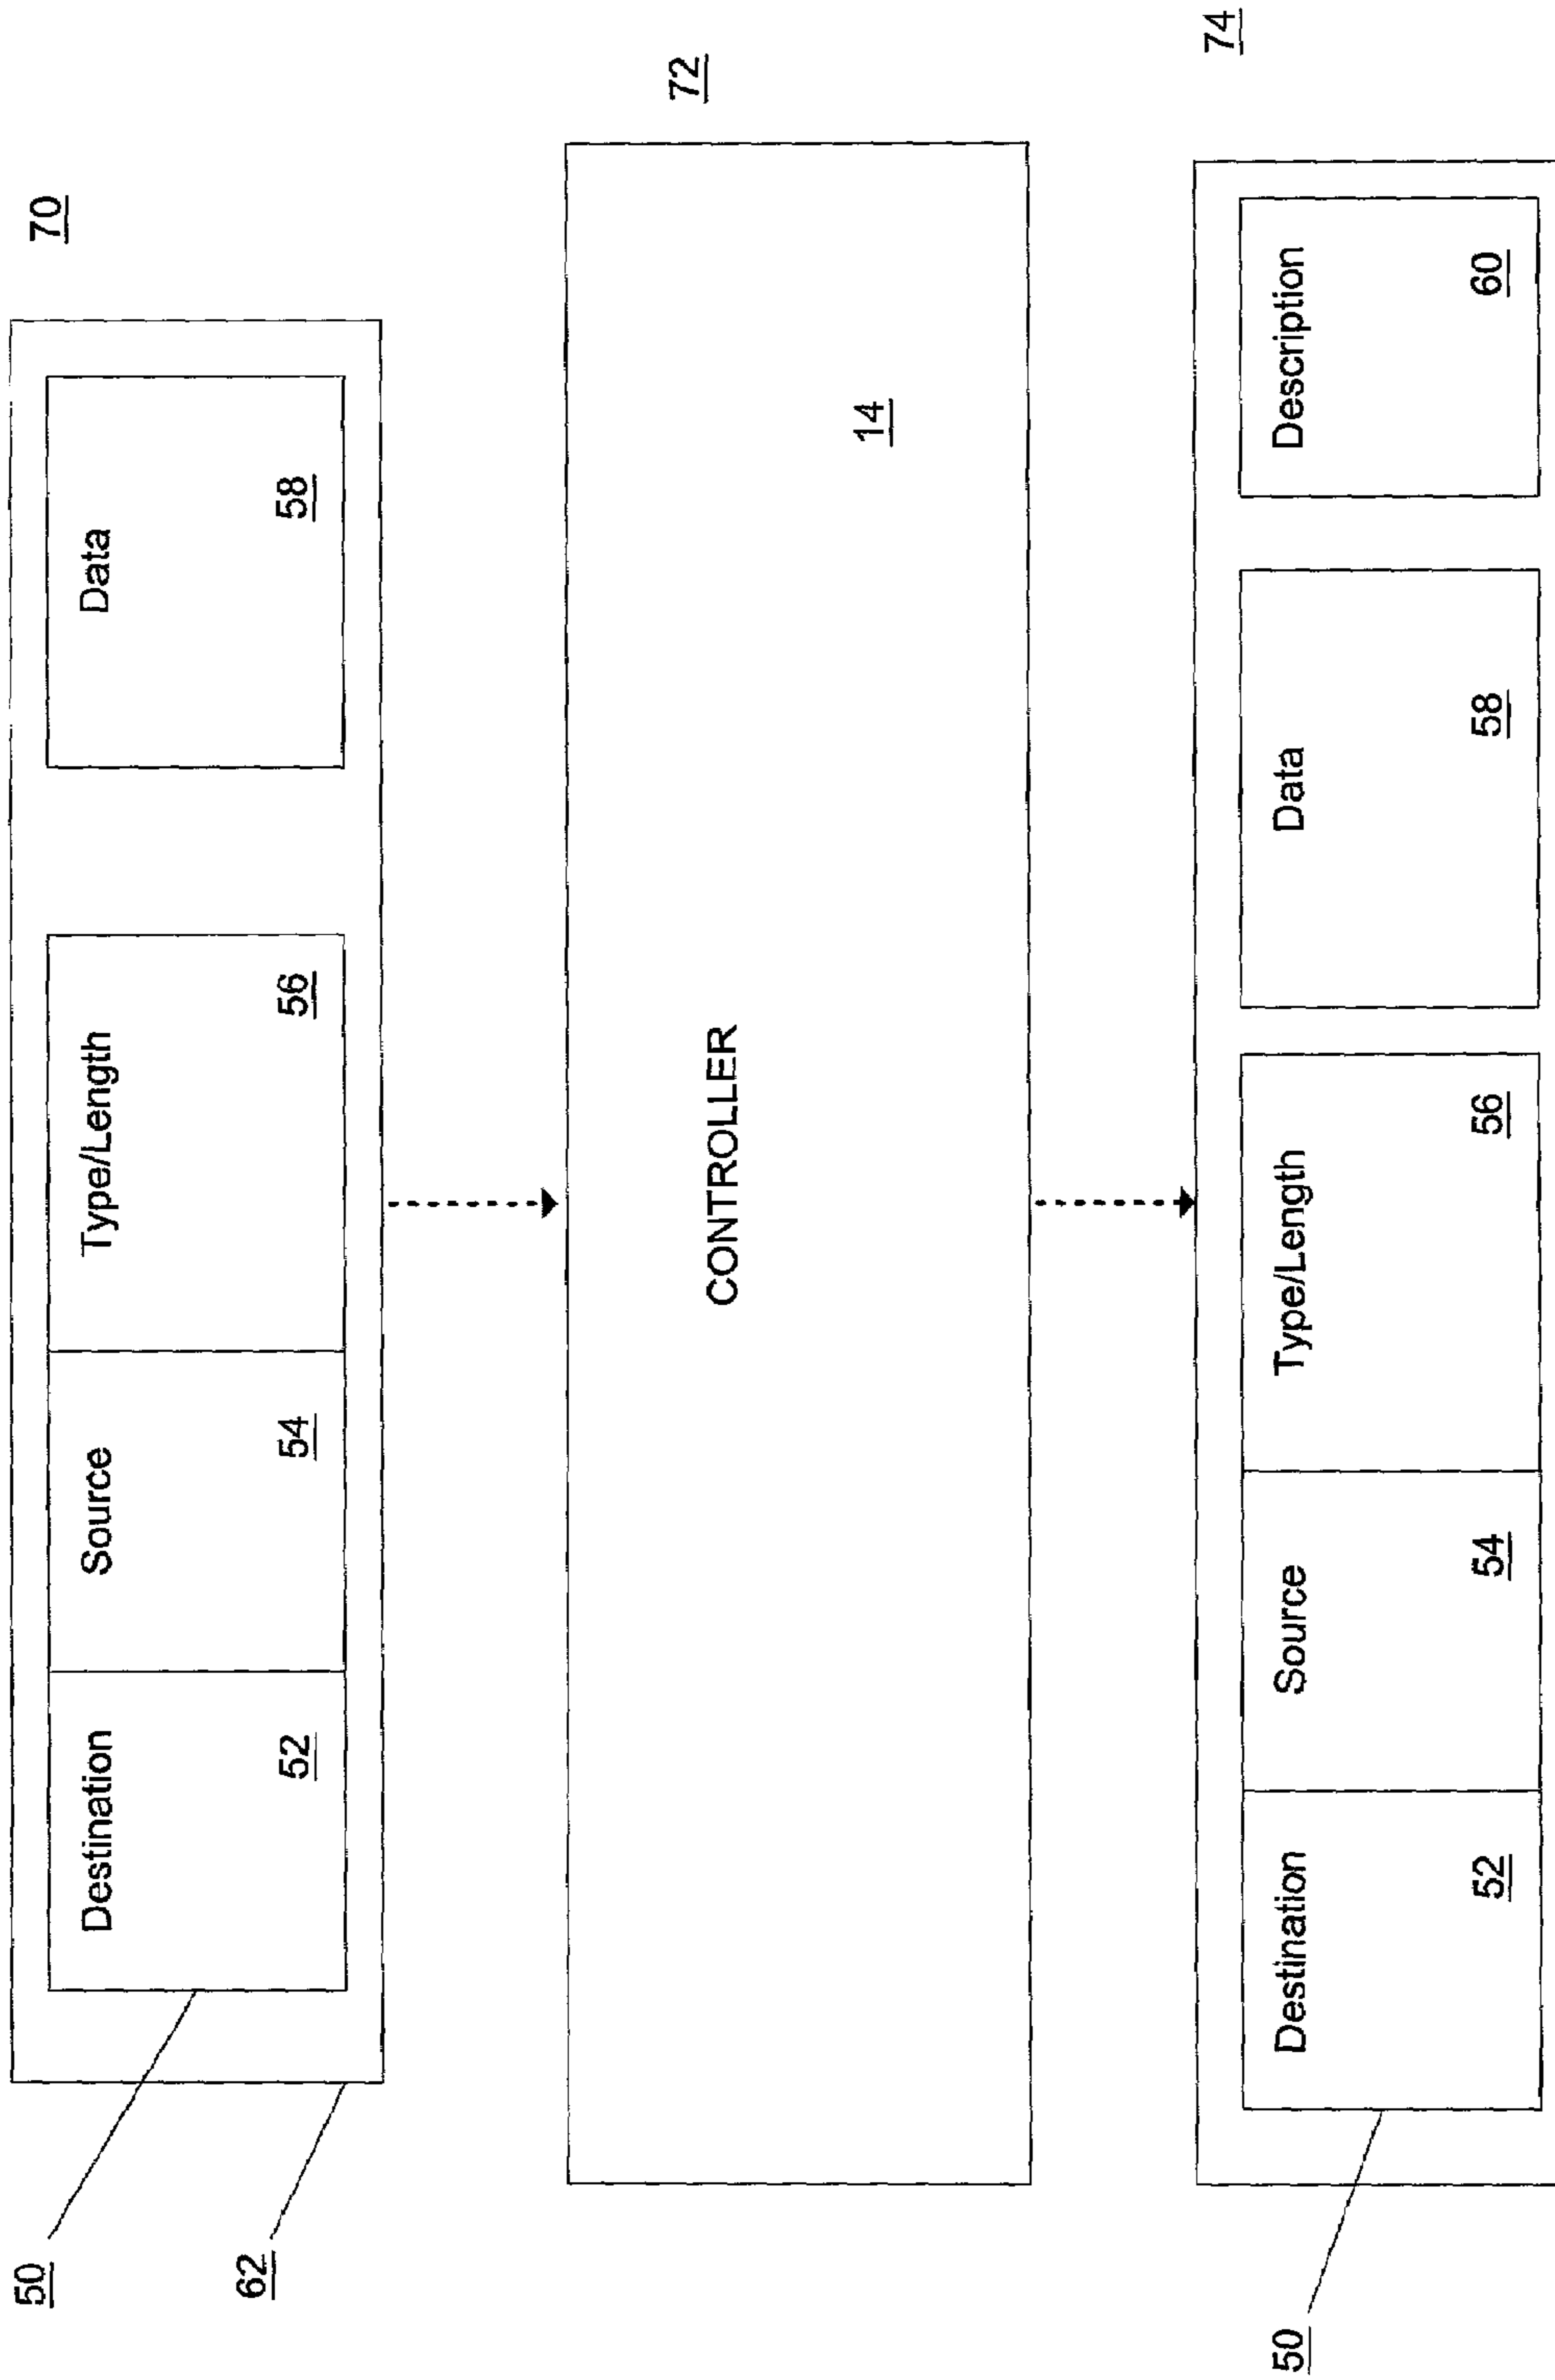 70
50
62
Destination
52
Source
54
Type/Length
56
Data
58
72
CONTROLLER
14
74
50
Destination
52
Source
54
Type/Length
56
Data
58
Description
60